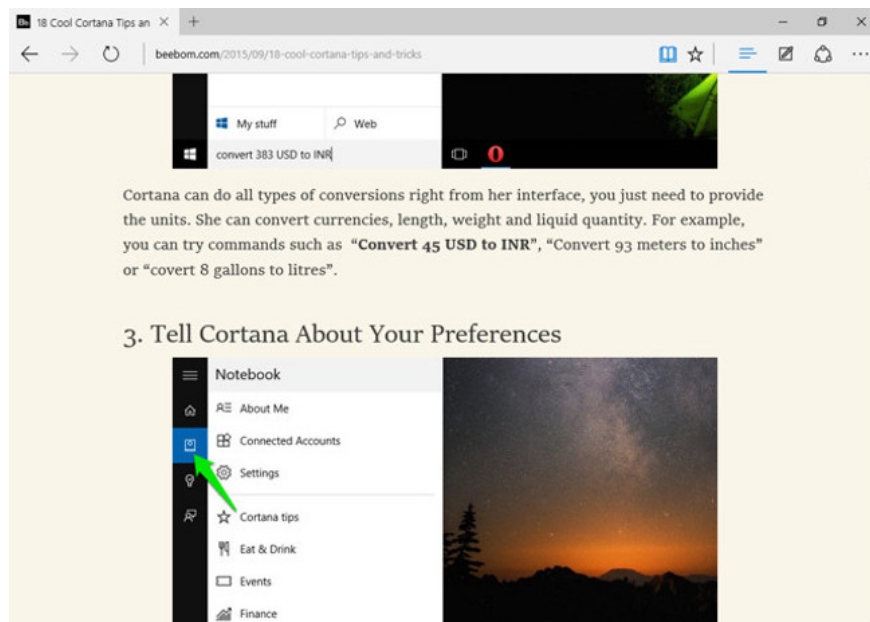 18 Cool Cortana Tips an
beebom.com/2015/09/18-cool-cortana-tips-and-tricks
My stuff
Web
convert 383 USD to INR
Cortana can do all types of conversions right from her interface, you just need to provide
the units. She can convert currencies, length, weight and liquid quantity. For example,
you can try commands such as “Convert 45 USD to INR”, “Convert 93 meters to inches”
or “covert 8 gallons to litres”.
3. Tell Cortana About Your Preferences
Notebook
About Me
Connected Accounts
Settings
Cortana tips
Eat & Drink
Events
Finance